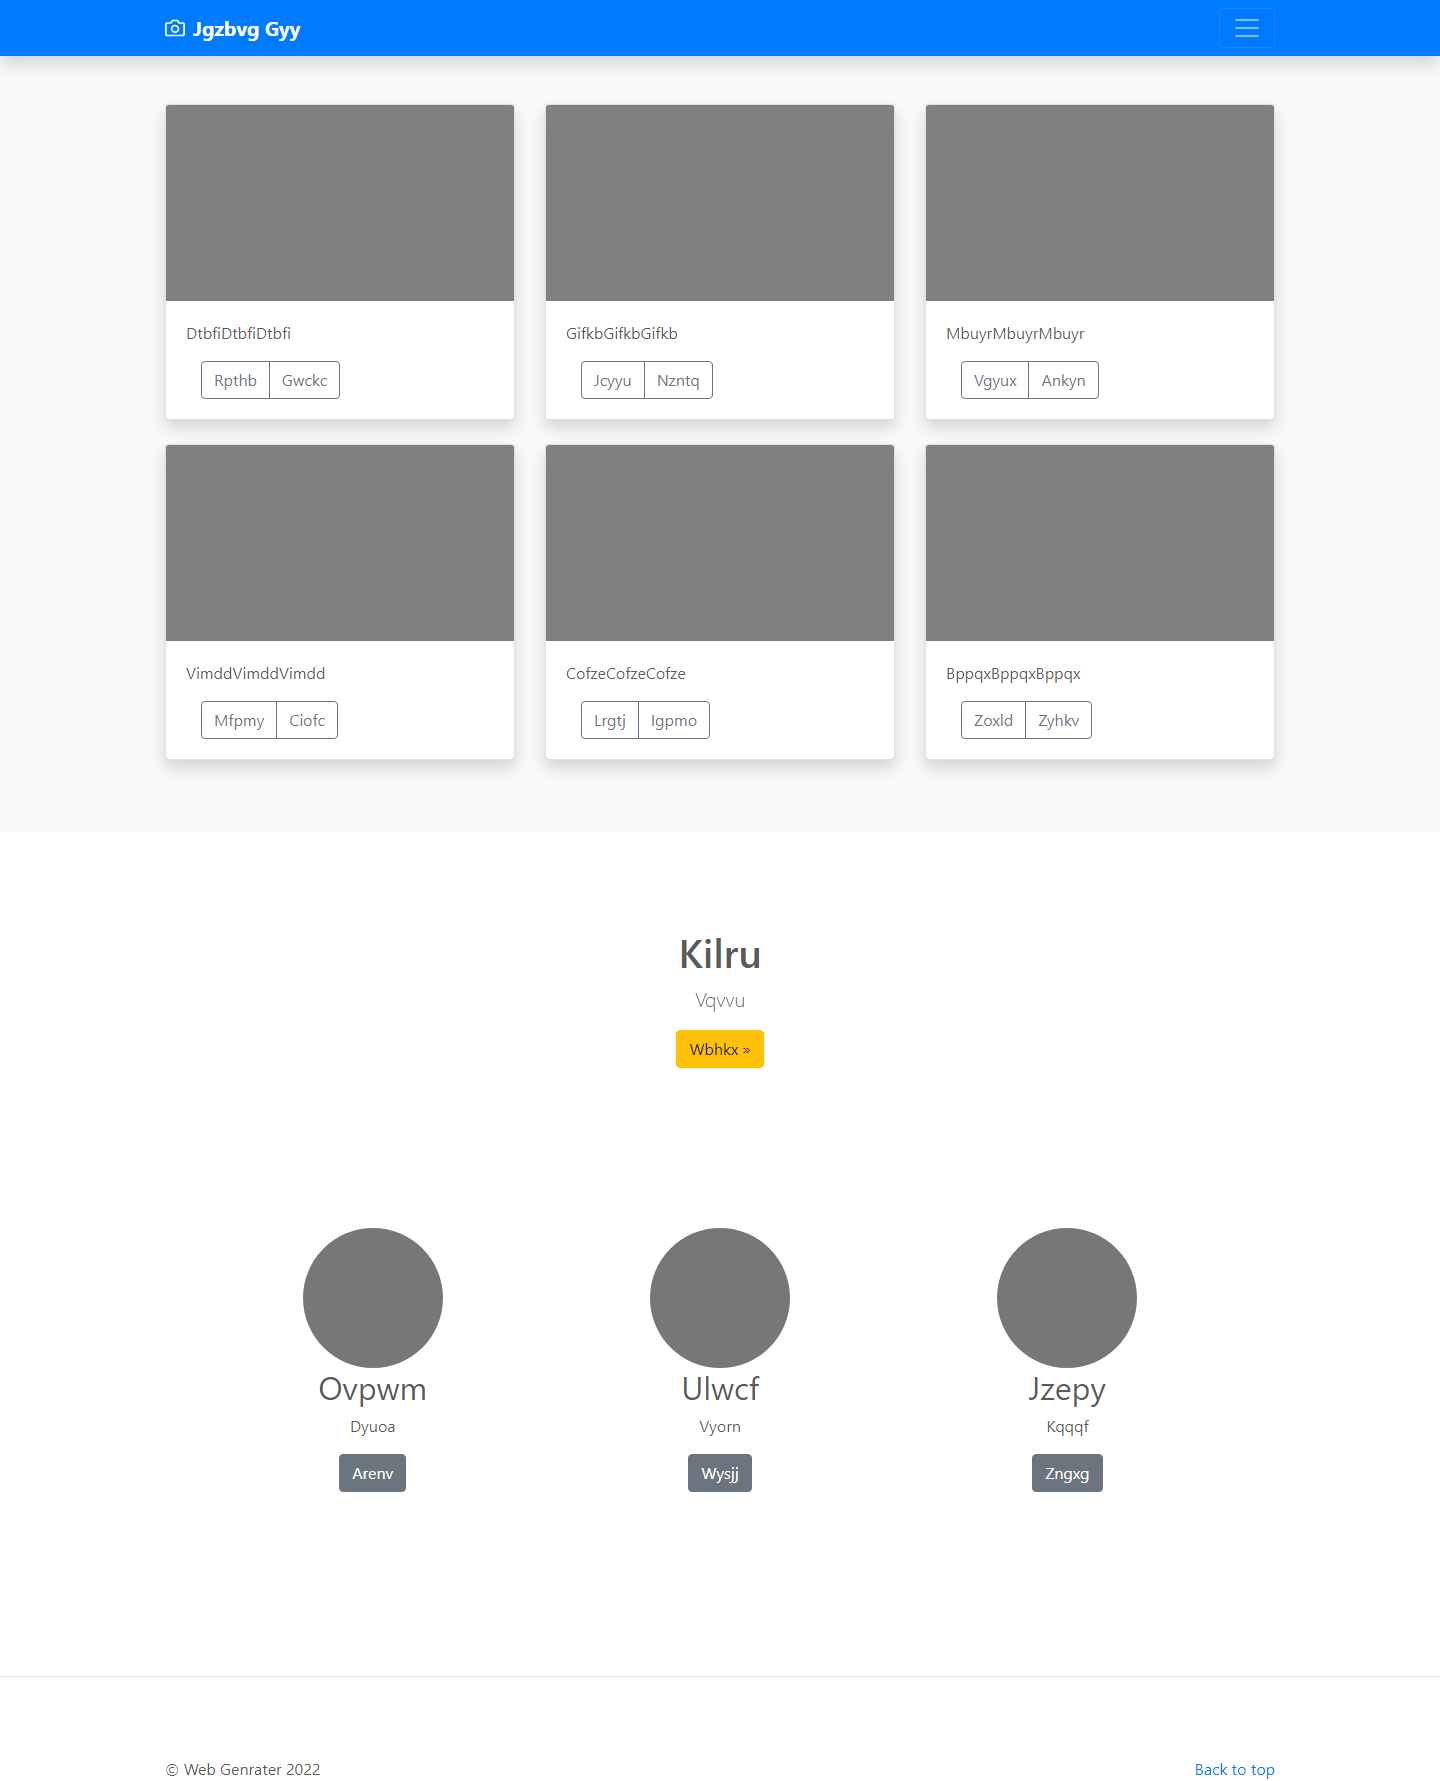 Jgzbvg Gyy
DtbfiDtbfiDtbfi
Rpthb Gwckc
GifkbGifkbGifkb
Jcyyu Nzntq
MbuyrMbuyrMbuyr
Vgyux Ankyn
VimddVimddVimdd
Mfpmy Ciofc
CofzeCofzeCofze
Lrgtj Igpmo
BppqxBppqxBppqx
Zoxld Zyhkv
Kilru
Vqvvu
Wbhkx »
Ovpwm
Dyuoa
Arenv
Ulwcf
Vyorn
Wysjj
Jzepy
Kqqqf
Zngxg
© Web Genrater 2022
Back to top